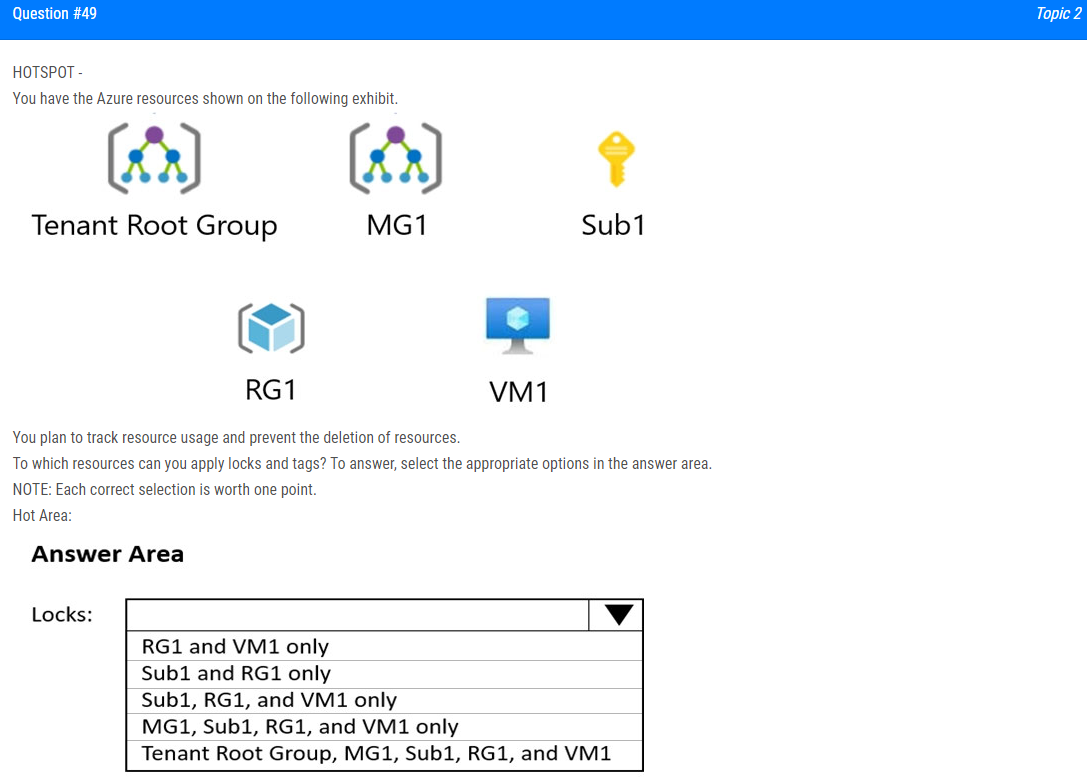 Question #49
Topic 2
HOTSPOT -
You have the Azure resources shown on the following exhibit.
Tenant Root Group
MG1
Sub1
RG1
VM1
You plan to track resource usage and prevent the deletion of resources.
To which resources can you apply locks and tags? To answer, select the appropriate options in the answer area.
NOTE: Each correct selection is worth one point.
Hot Area:
Answer Area
Locks:
RG1 and VM1 only
Sub1 and RG1 only
Sub1, RG1, and VM1 only
MG1, Sub1, RG1, and VM1 only
Tenant Root Group, MG1, Sub1, RG1, and VM1